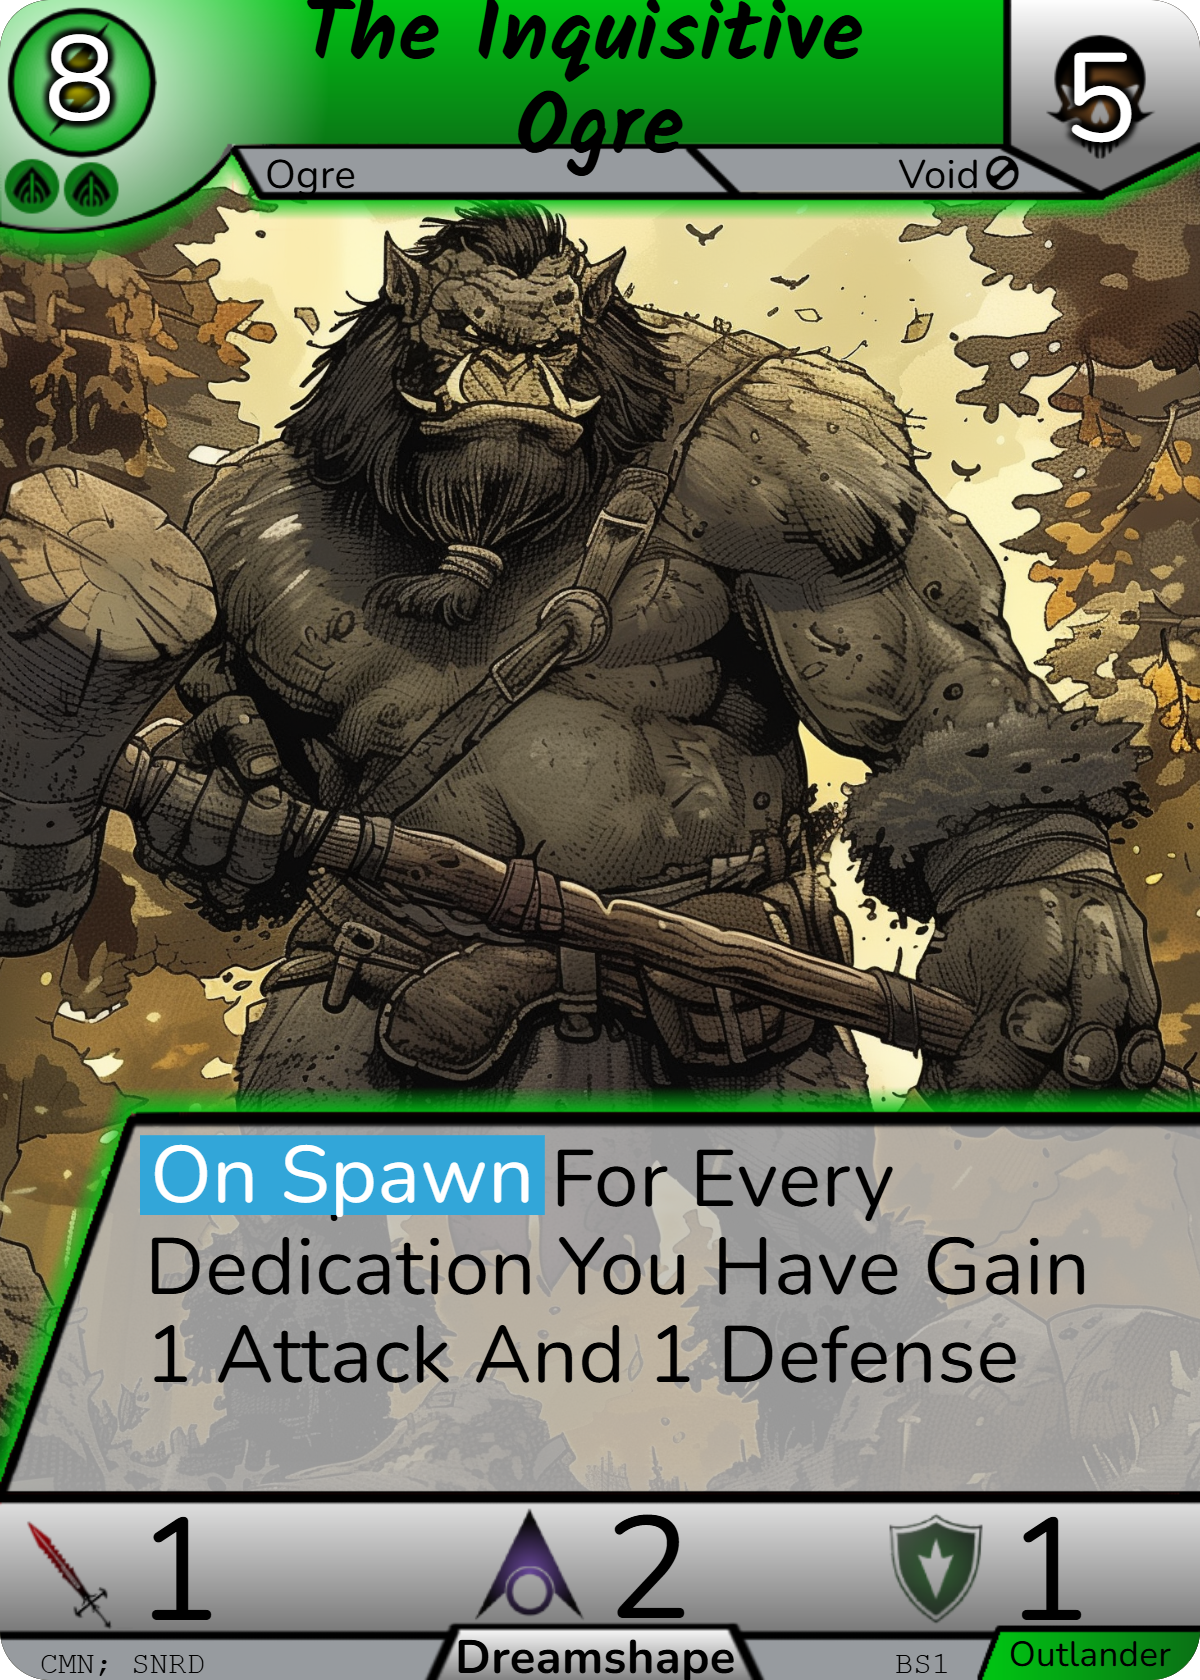 8
The Inquisitive
Ogre
5
Ogre
Void
On Spawn For Every
Dedication You Have Gain
1 Attack And 1 Defense
1
2
1
CMN; SNRD
Dreamshape
BS1
Outlander